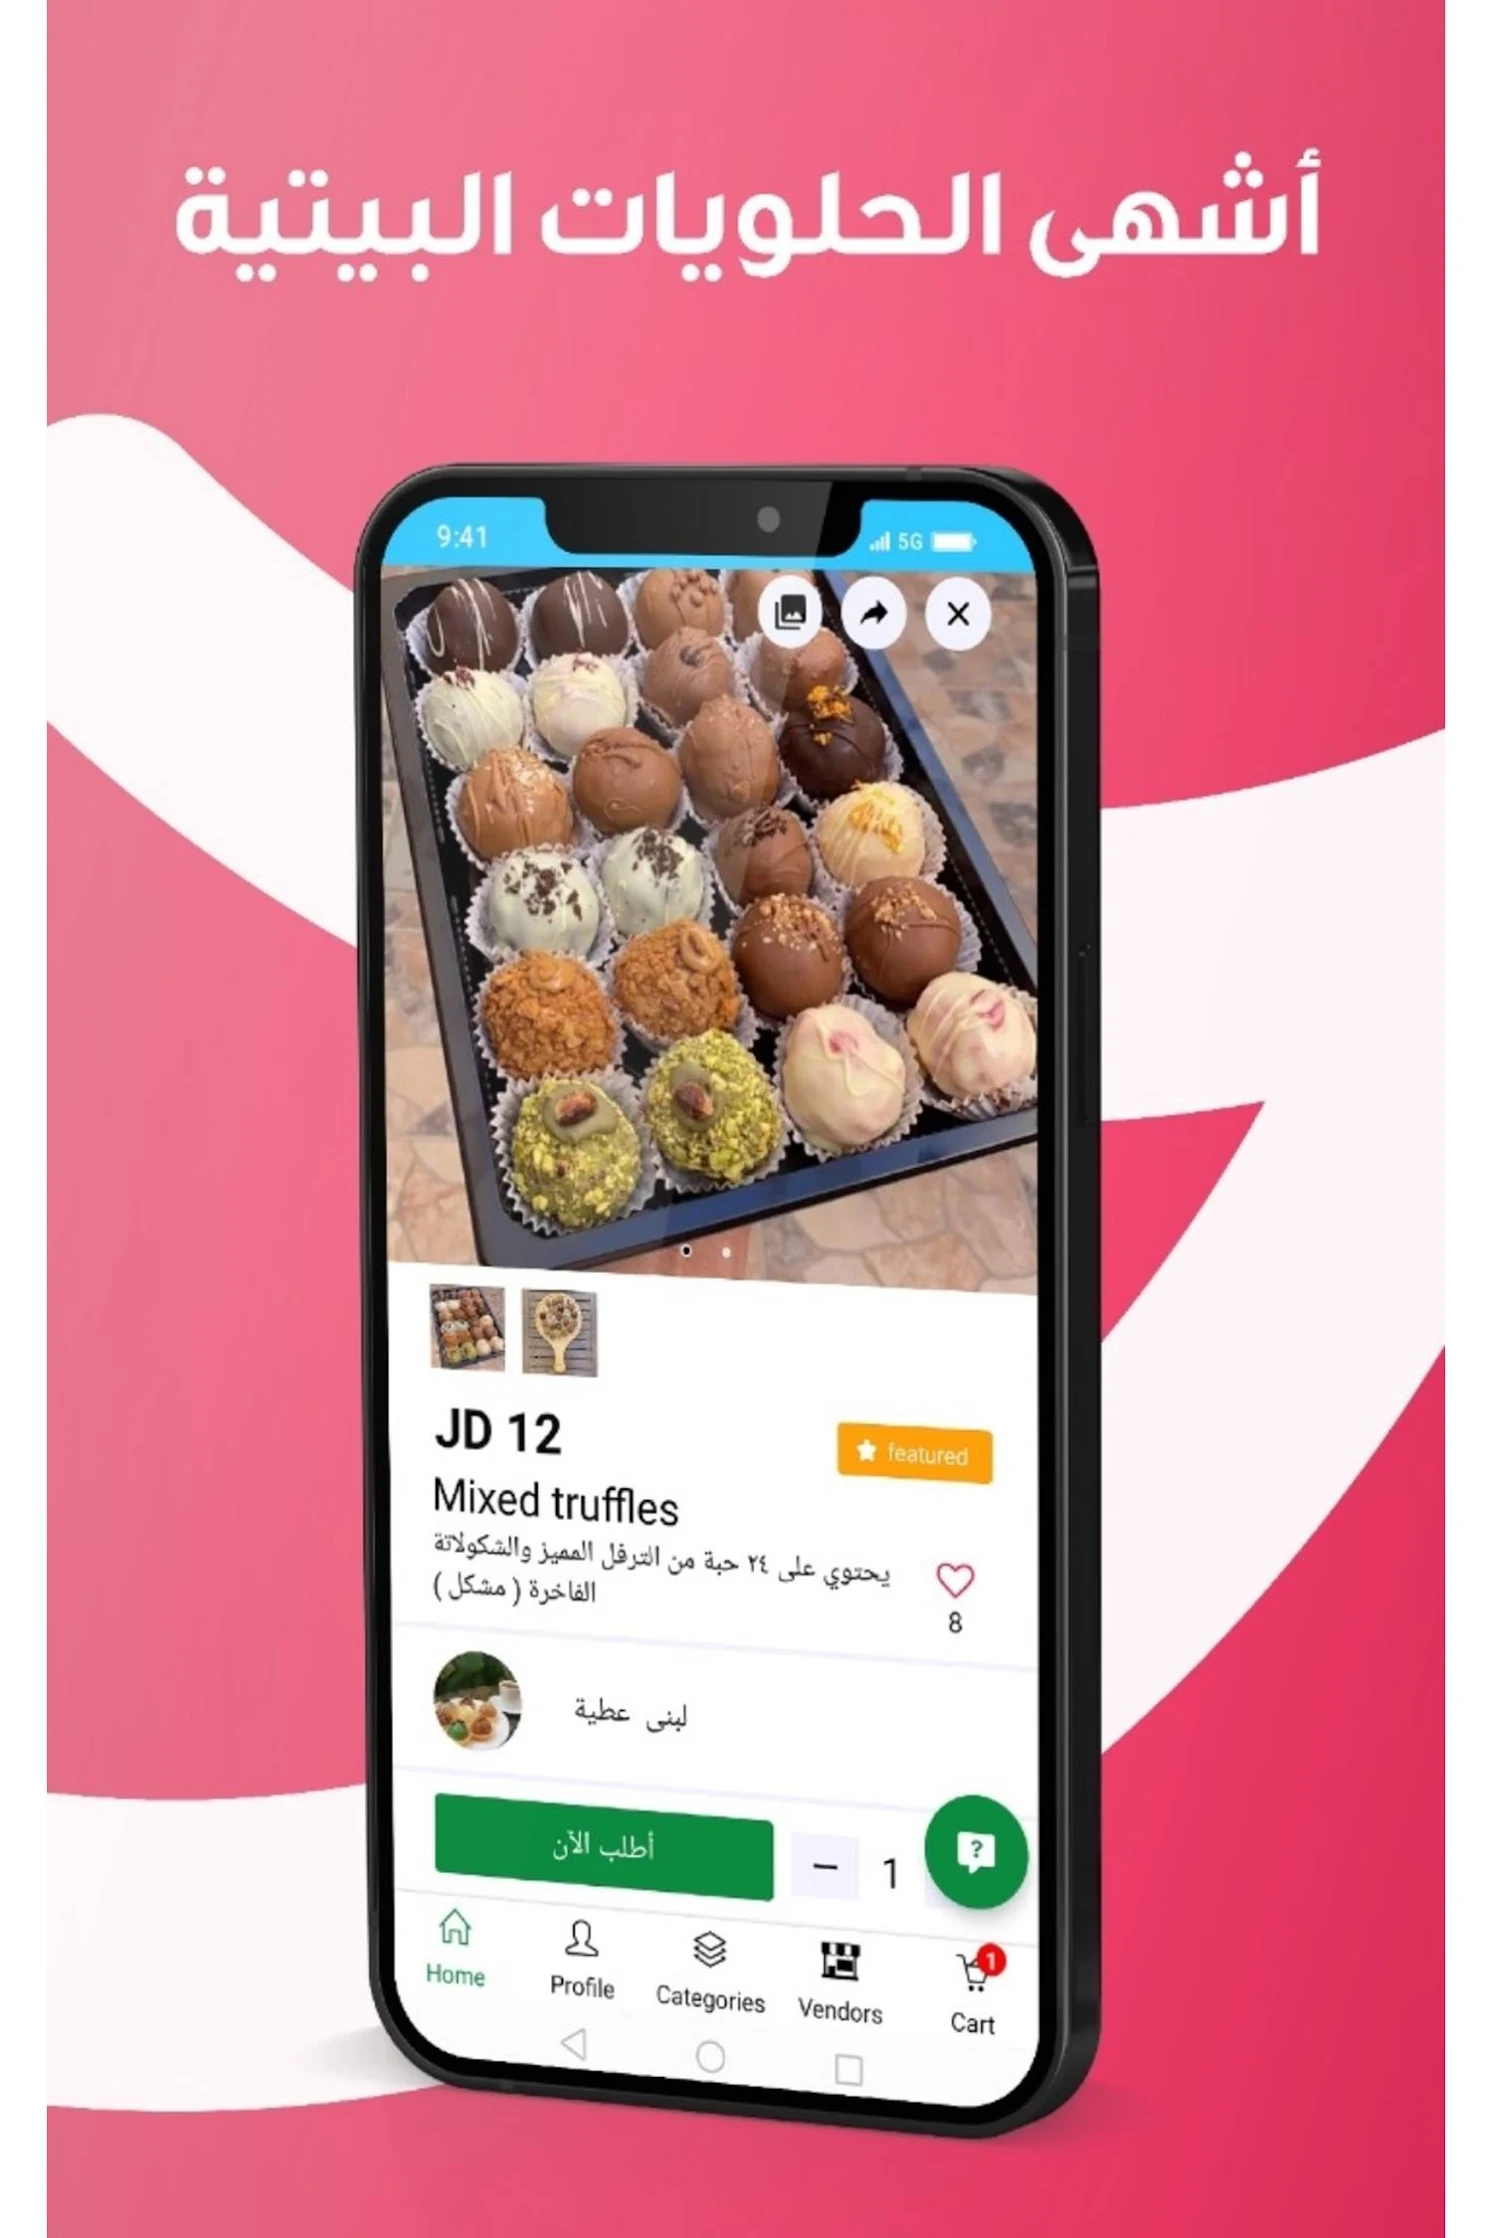 أشهى الحلويات البيتية
9:41 5G
JD 12
featured
Mixed truffles
يحتوي على ٢٤ حبة من الترفل المميز والشكولاتة
الفاخرة ( مشكل )
8
لبنى عطية
أطلب الآن
− 1
1
Home Profile Categories Vendors Cart